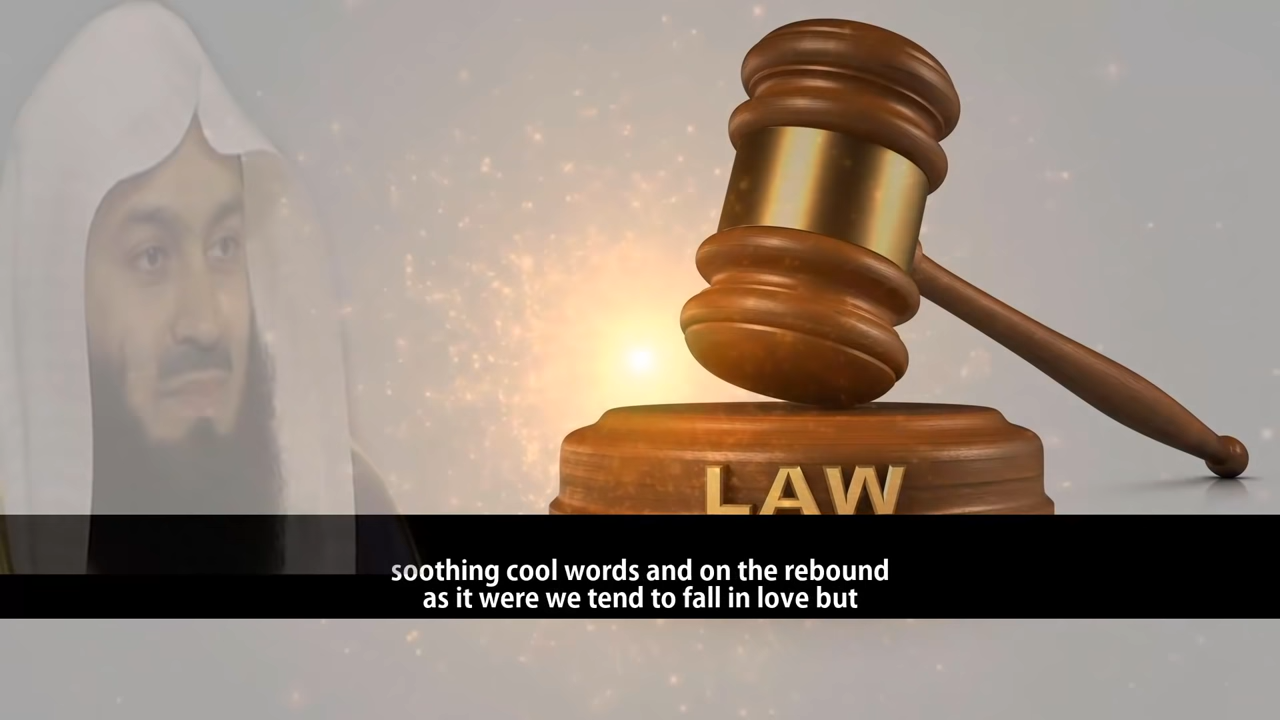 LAW
soothing cool words and on the rebound
as it were we tend to fall in love but